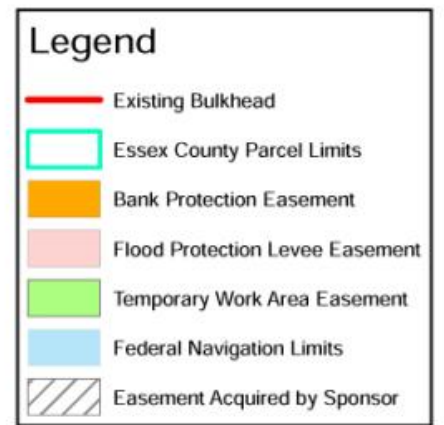 Legend
Existing Bulkhead
Essex County Parcel Limits
Bank Protection Easement
Flood Protection Levee Easement
Temporary Work Area Easement
Federal Navigation Limits
Easement Acquired by Sponsor